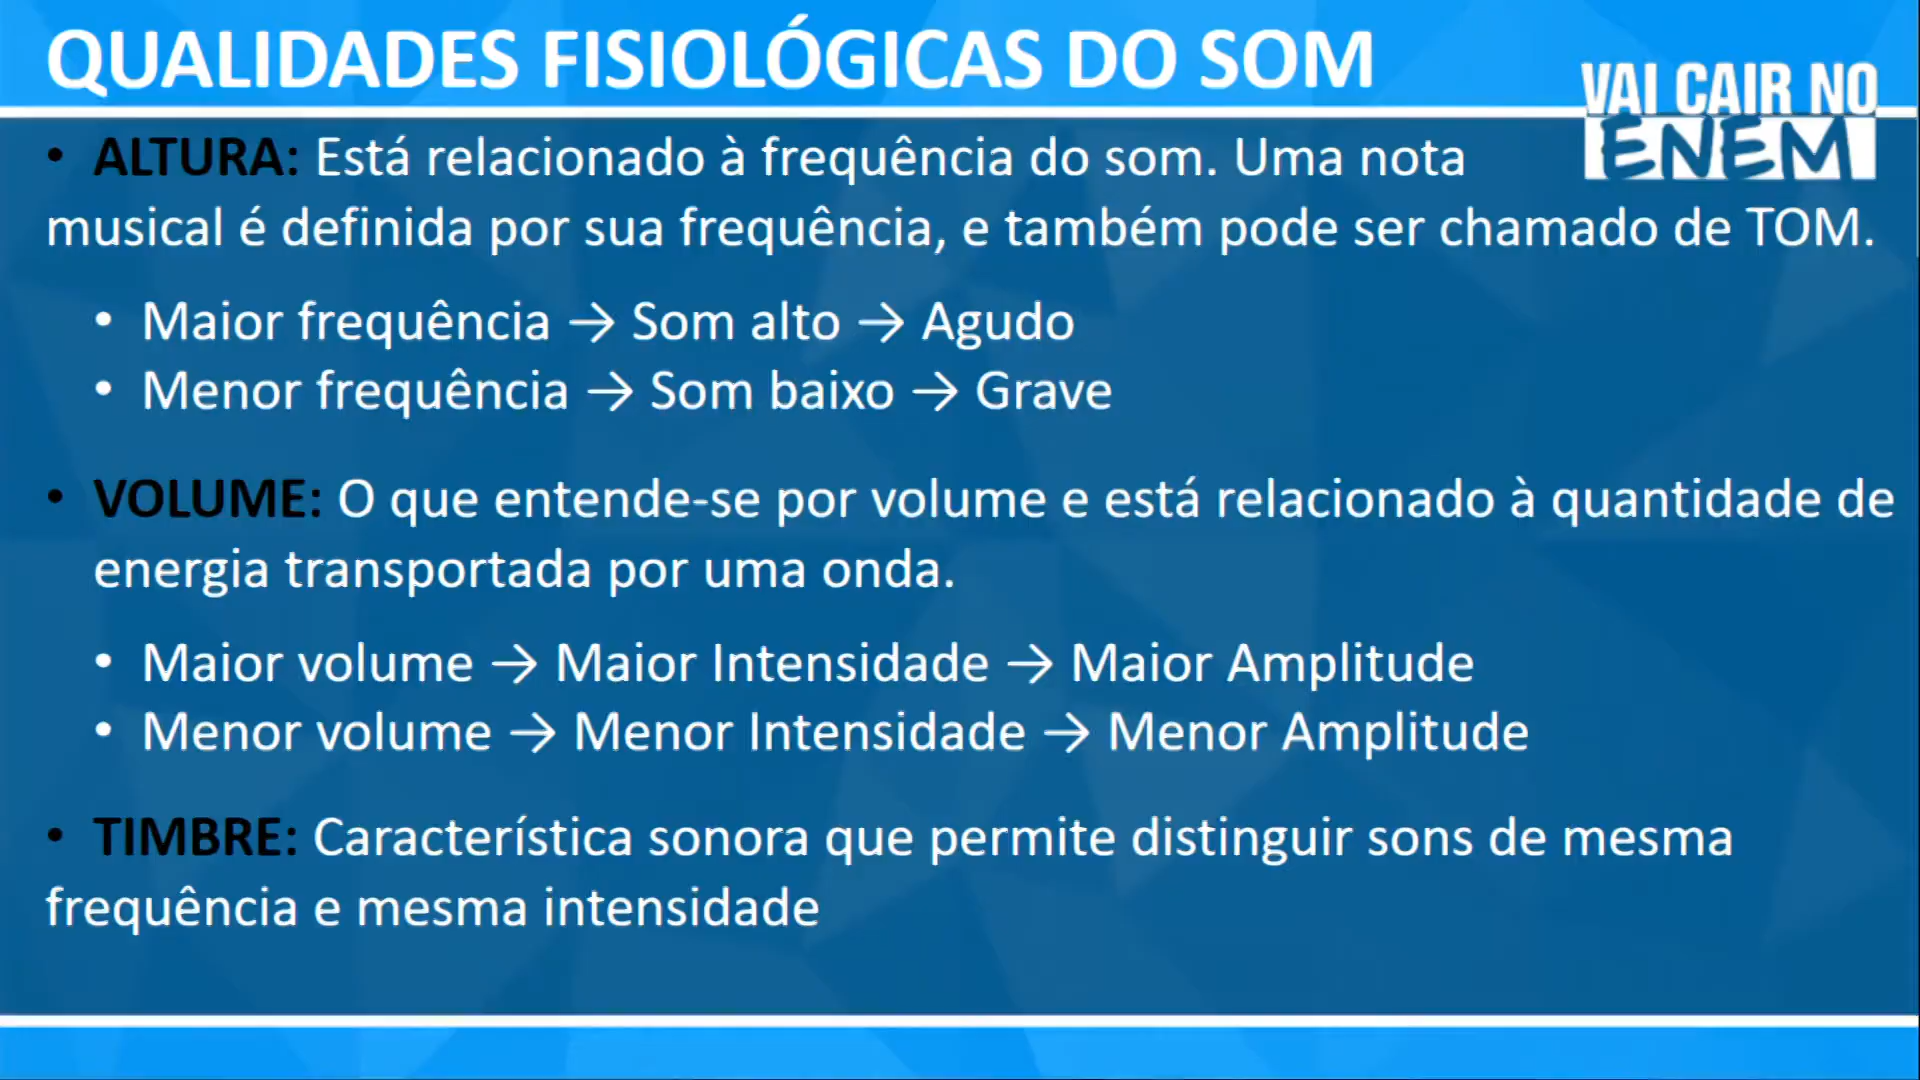 QUALIDADES FISIOLÓGICAS DO SOM
VAI CAIR NO
ENEM
• ALTURA: Está relacionado à frequência do som. Uma nota
musical é definida por sua frequência, e também pode ser chamado de TOM.
• Maior frequência → Som alto → Agudo
• Menor frequência → Som baixo → Grave
• VOLUME: O que entende-se por volume e está relacionado à quantidade de
energia transportada por uma onda.
• Maior volume → Maior Intensidade → Maior Amplitude
• Menor volume → Menor Intensidade → Menor Amplitude
• TIMBRE: Característica sonora que permite distinguir sons de mesma
frequência e mesma intensidade